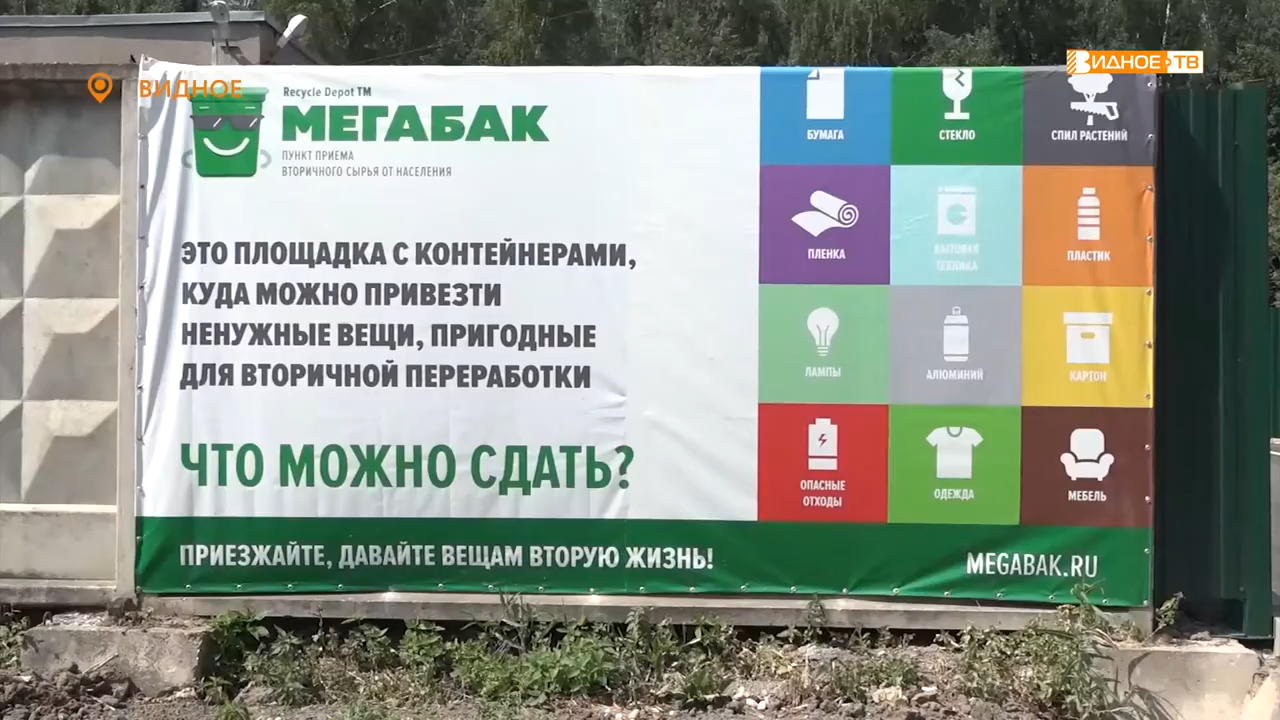 ВИДНОЕ
ВИДНОЕ·ТВ
Recycle Depot TM
МЕГАБАК
ПУНКТ ПРИЕМА
ВТОРИЧНОГО СЫРЬЯ ОТ НАСЕЛЕНИЯ
ЭТО ПЛОЩАДКА С КОНТЕЙНЕРАМИ,
КУДА МОЖНО ПРИВЕЗТИ
НЕНУЖНЫЕ ВЕЩИ, ПРИГОДНЫЕ
ДЛЯ ВТОРИЧНОЙ ПЕРЕРАБОТКИ
ЧТО МОЖНО СДАТЬ?
БУМАГА
СТЕКЛО
СПИЛ РАСТЕНИЙ
ПЛЕНКА
БЫТОВАЯ
ТЕХНИКА
ПЛАСТИК
ЛАМПЫ
АЛЮМИНИЙ
КАРТОН
ОПАСНЫЕ
ОТХОДЫ
ОДЕЖДА
МЕБЕЛЬ
ПРИЕЗЖАЙТЕ, ДАВАЙТЕ ВЕЩАМ ВТОРУЮ ЖИЗНЬ!
MEGABAK.RU